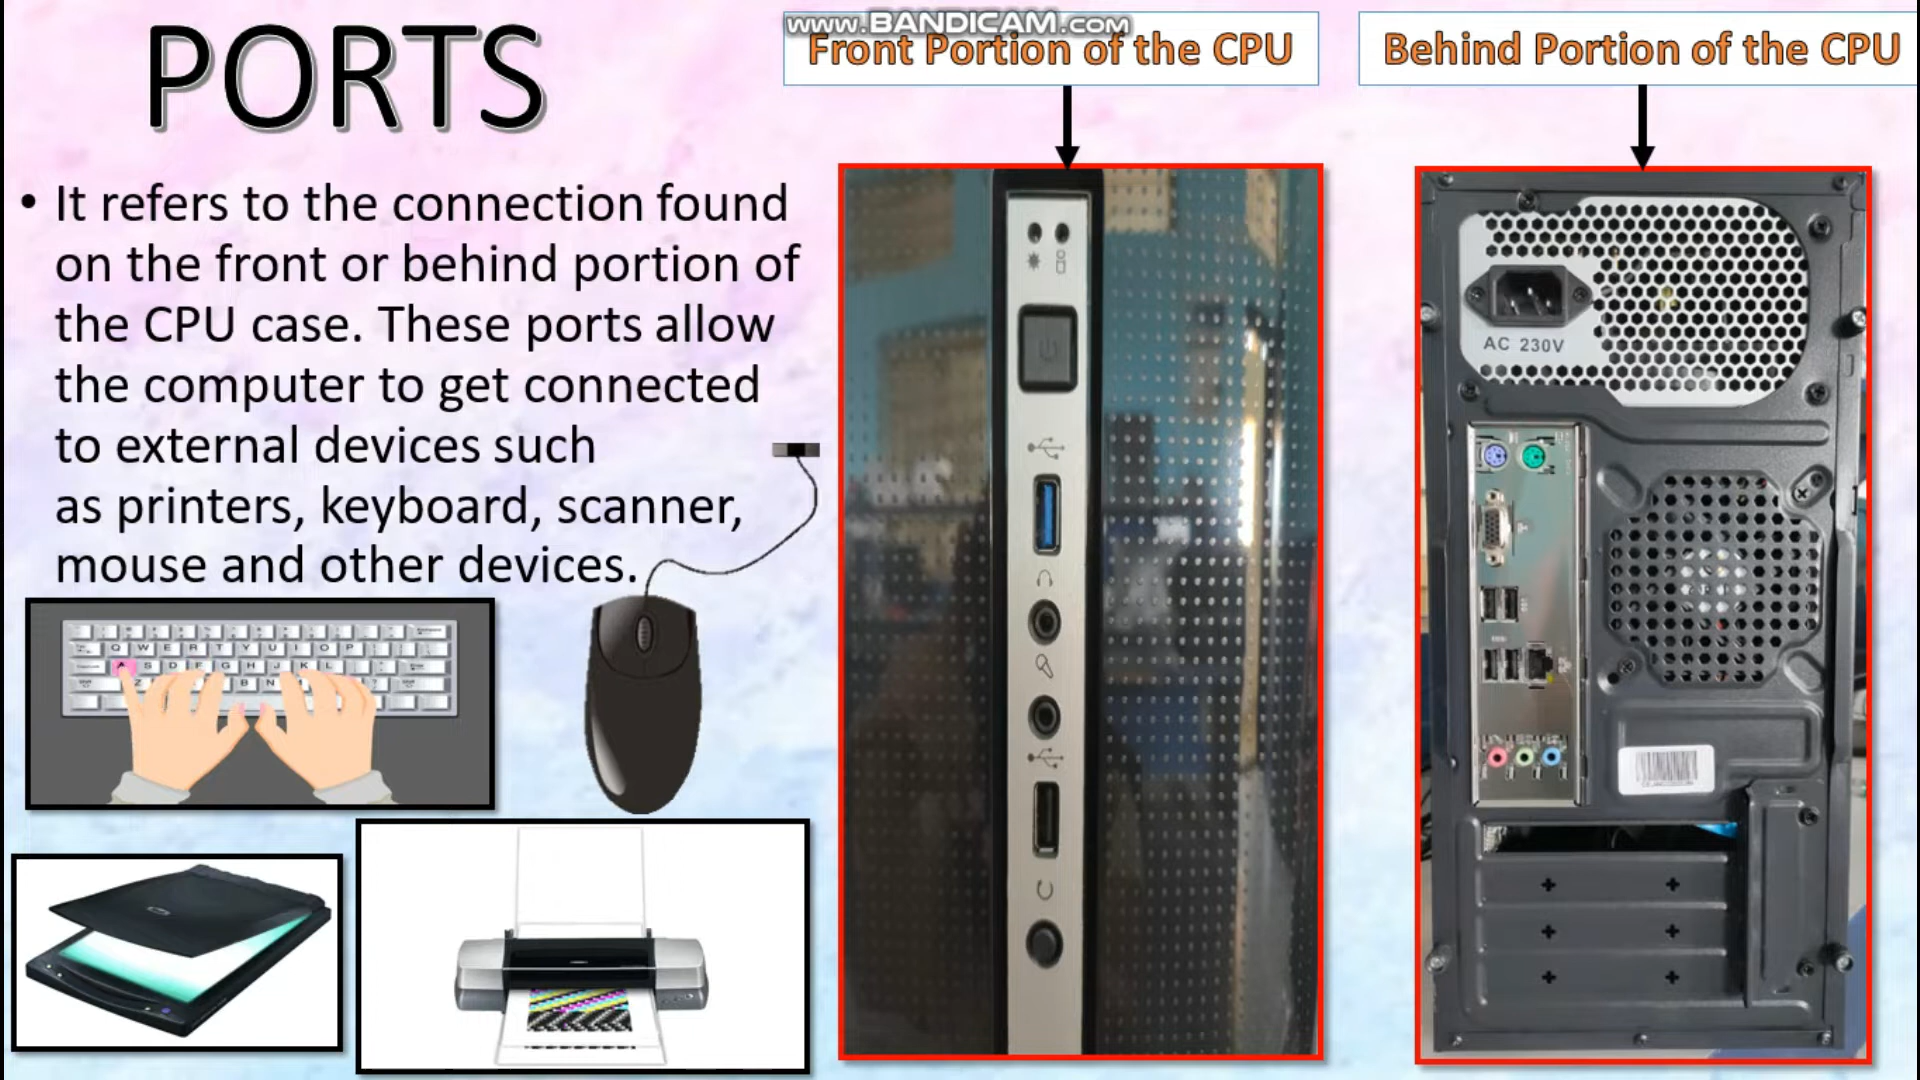 PORTS
www.BANDICAM.com
Front Portion of the CPU
Behind Portion of the CPU
• It refers to the connection found
on the front or behind portion of
the CPU case. These ports allow
the computer to get connected
to external devices such
as printers, keyboard, scanner,
mouse and other devices.
Q W E R T Y U I O P
A S D F G H J K L
Z B N
AC 230V